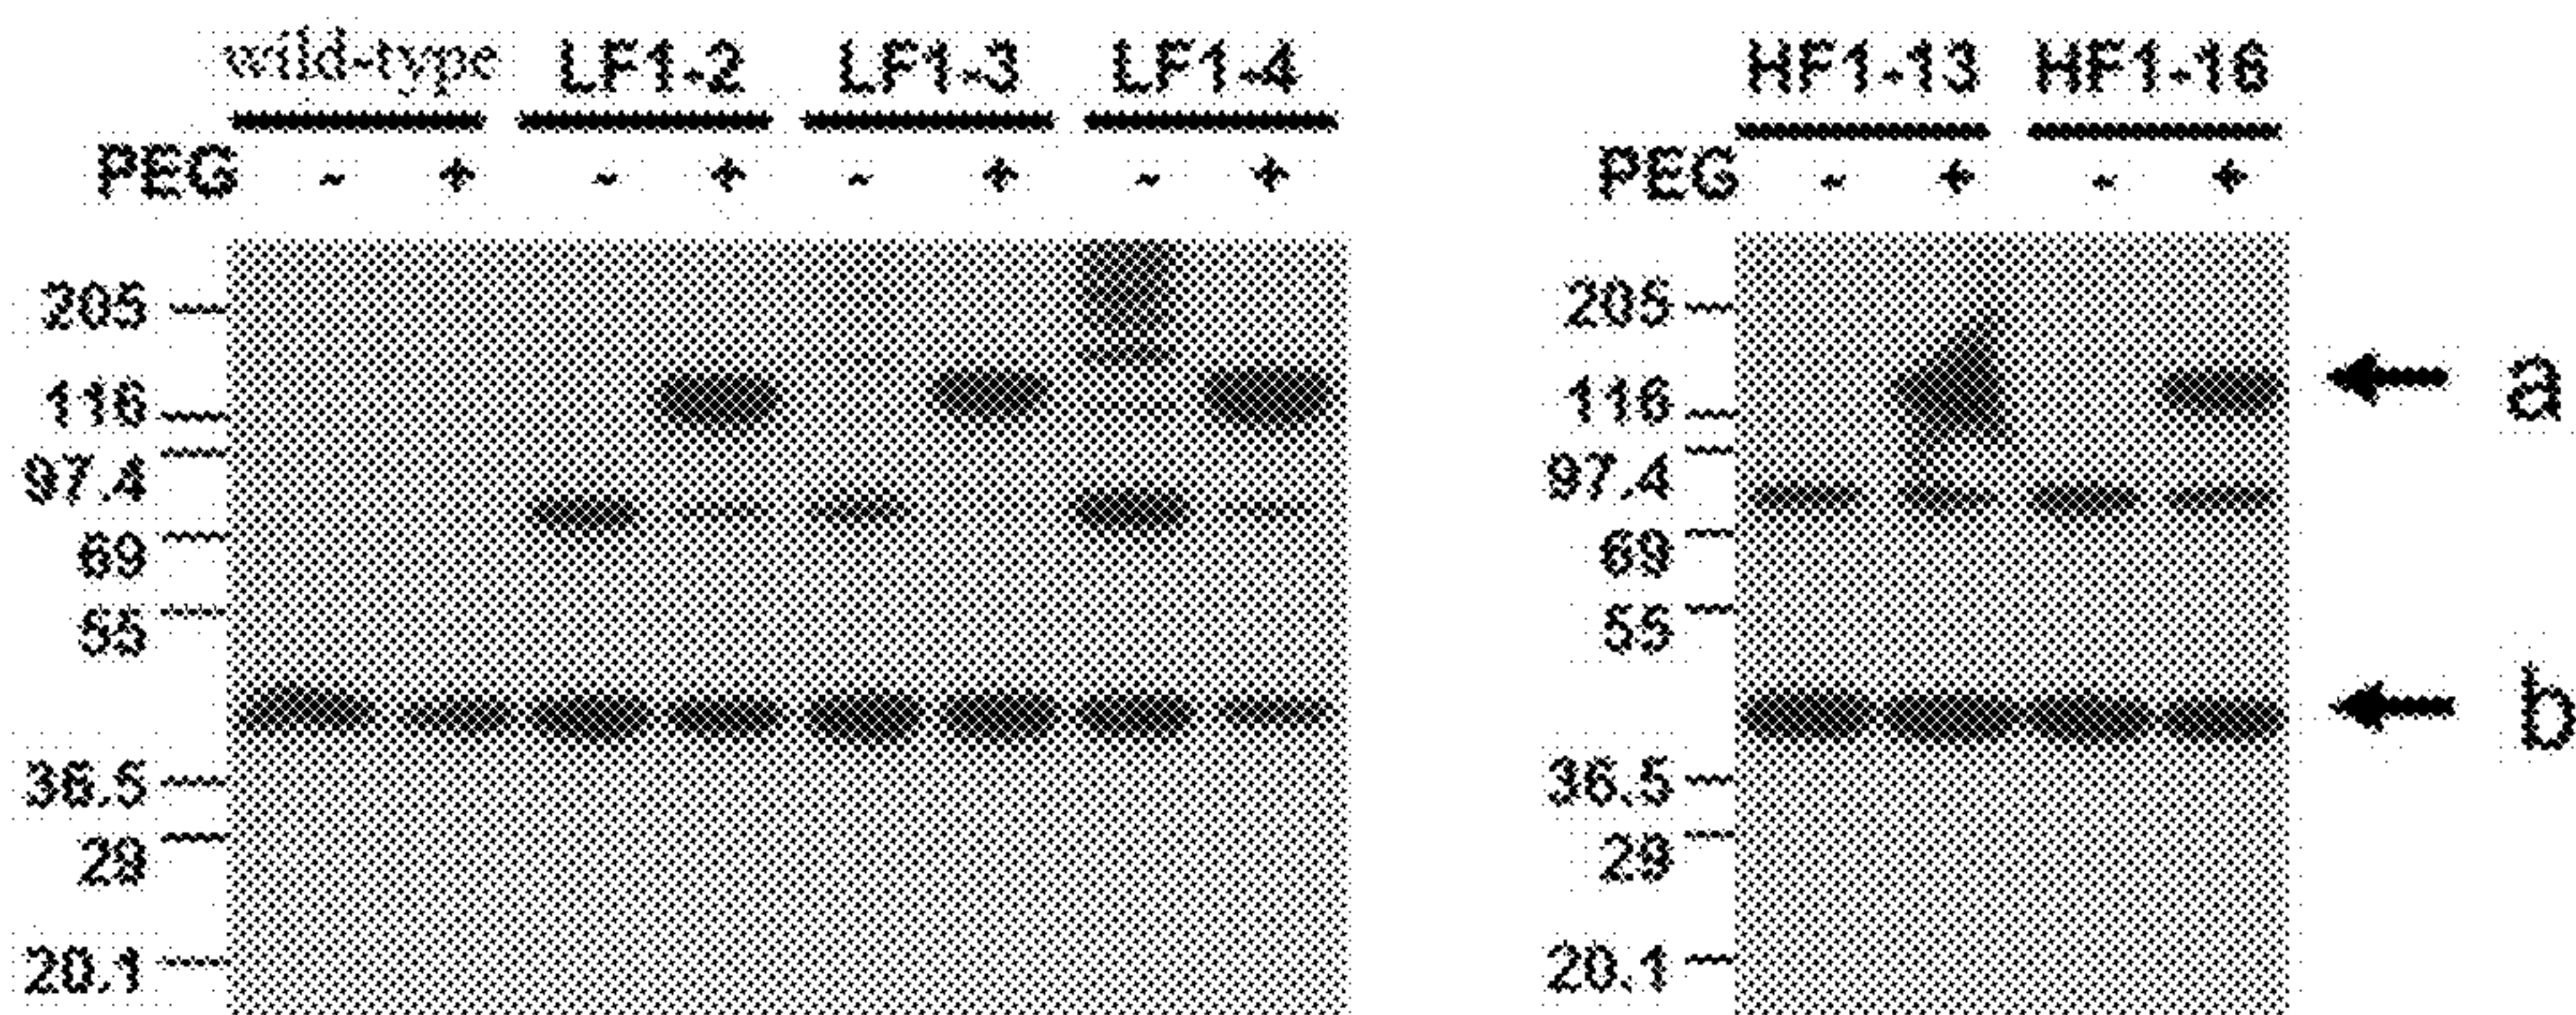 wild-type LF1-2 LF1-3 LF1-4
PEG - + - + - + - +
205
116
97.4
69
55
36.5
29
20.1
HF1-13 HF1-16
PEG - + - +
205
116
97.4
69
55
36.5
29
20.1
a
b